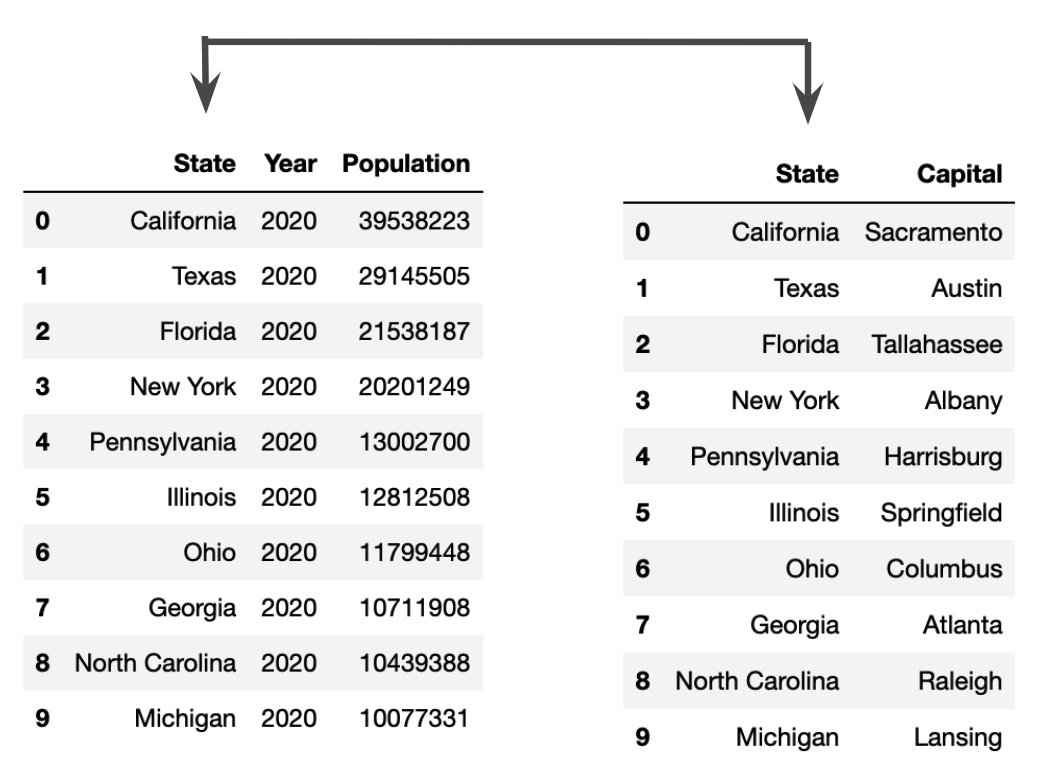 State Year Population
0 California 2020 39538223
1 Texas 2020 29145505
2 Florida 2020 21538187
3 New York 2020 20201249
4 Pennsylvania 2020 13002700
5 Illinois 2020 12812508
6 Ohio 2020 11799448
7 Georgia 2020 10711908
8 North Carolina 2020 10439388
9 Michigan 2020 10077331
State Capital
0 California Sacramento
1 Texas Austin
2 Florida Tallahassee
3 New York Albany
4 Pennsylvania Harrisburg
5 Illinois Springfield
6 Ohio Columbus
7 Georgia Atlanta
8 North Carolina Raleigh
9 Michigan Lansing